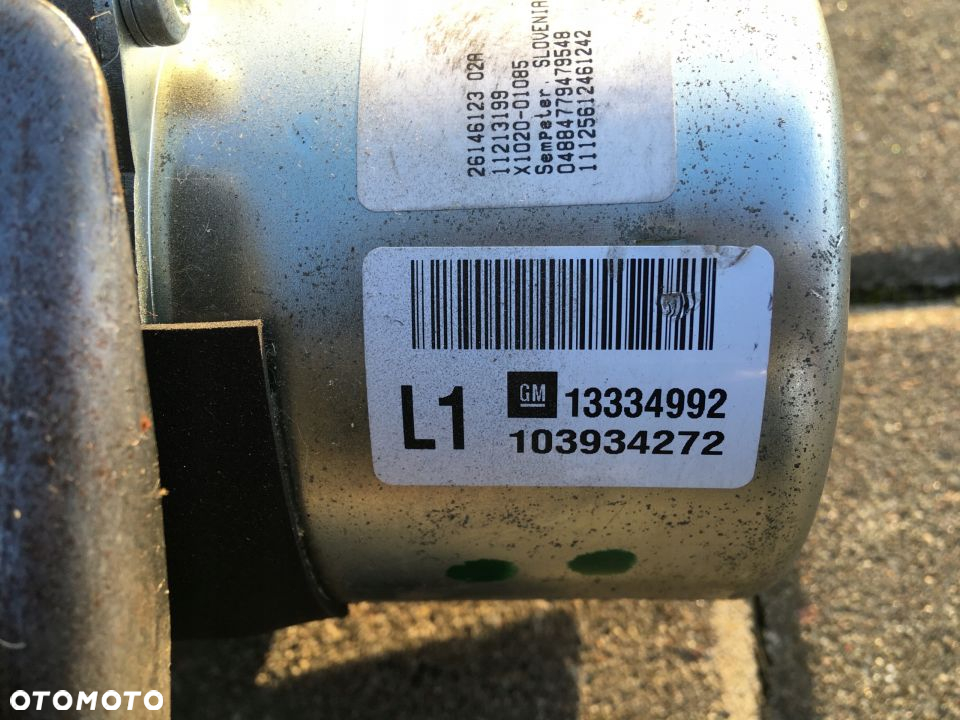 26146123 02A
11213199
X1020-01085
Sempeter, SLOVENIA
04884779479548
11125612461242
L1
GM
13334992
103934272
OTOMOTO